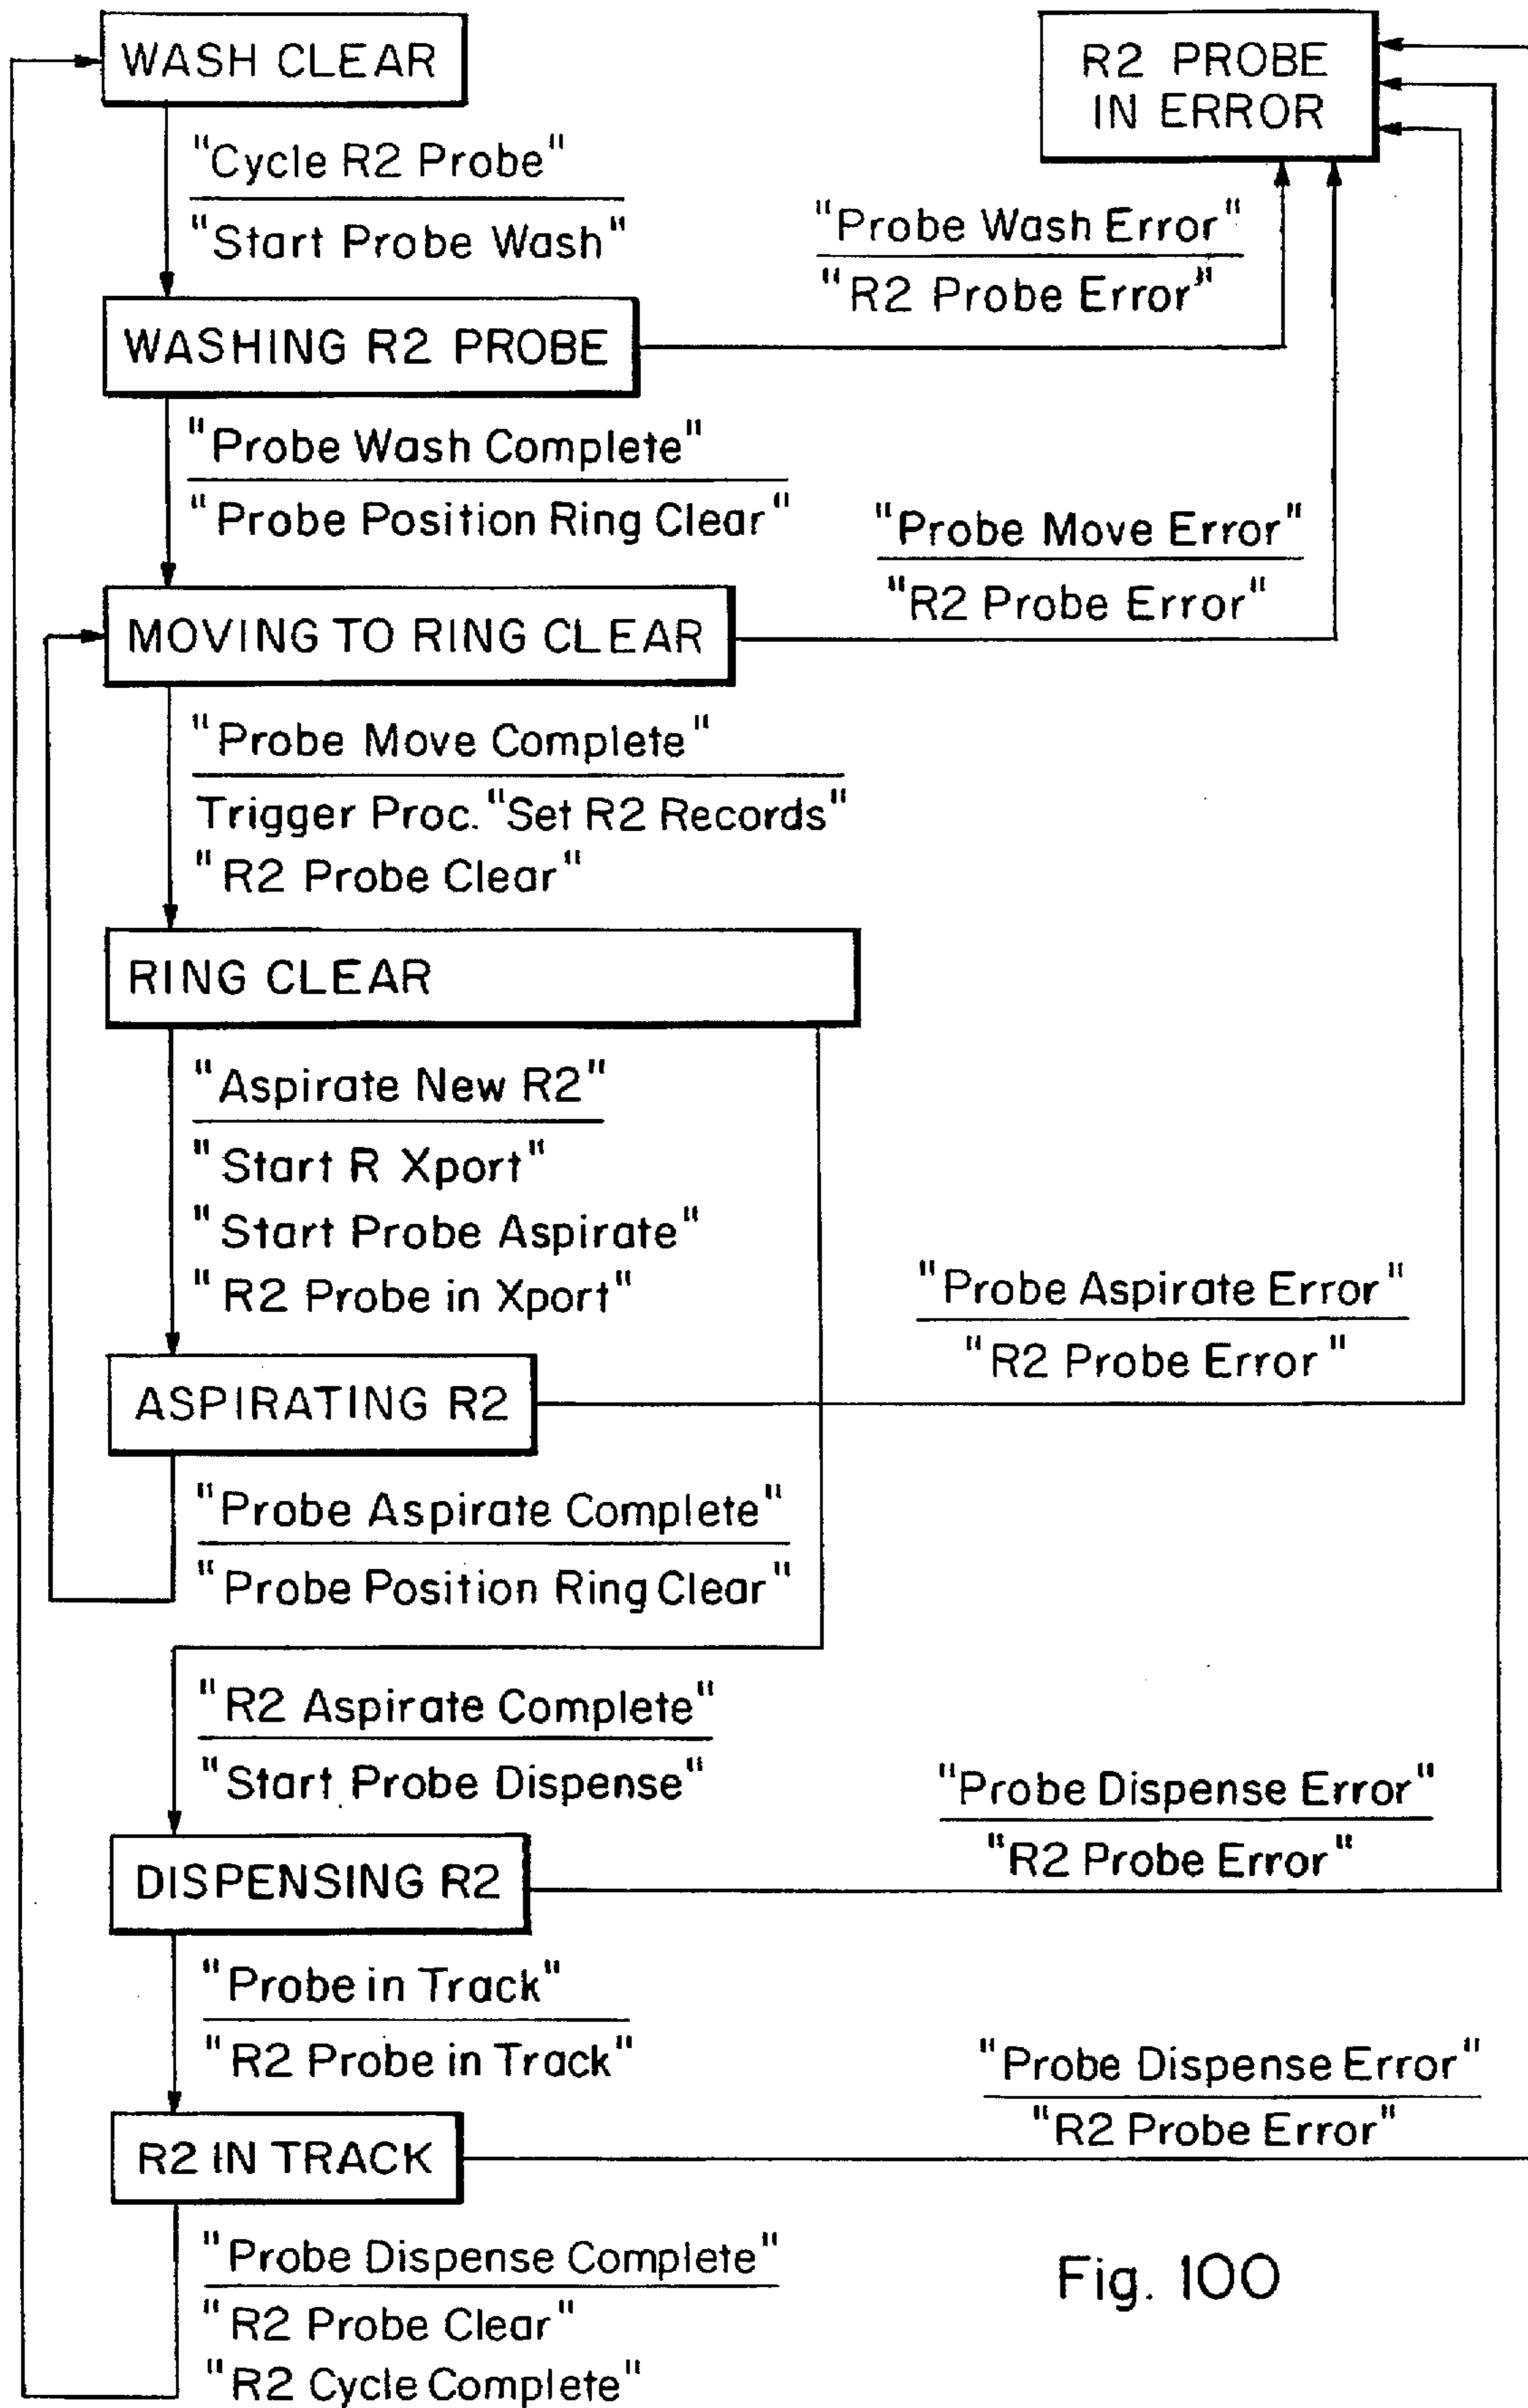 WASH CLEAR
R2 PROBE
IN ERROR
"Cycle R2 Probe"
"Start Probe Wash"
"Probe Wash Error"
"R2 Probe Error"
WASHING R2 PROBE
"Probe Wash Complete"
"Probe Position Ring Clear"
"Probe Move Error"
"R2 Probe Error"
MOVING TO RING CLEAR
"Probe Move Complete"
Trigger Proc. "Set R2 Records"
"R2 Probe Clear"
RING CLEAR
"Aspirate New R2"
"Start R Xport"
"Start Probe Aspirate"
"R2 Probe in Xport"
"Probe Aspirate Error"
"R2 Probe Error"
ASPIRATING R2
"Probe Aspirate Complete"
"Probe Position Ring Clear"
"R2 Aspirate Complete"
"Start Probe Dispense"
"Probe Dispense Error"
"R2 Probe Error"
DISPENSING R2
"Probe in Track"
"R2 Probe in Track"
"Probe Dispense Error"
"R2 Probe Error"
R2 IN TRACK
"Probe Dispense Complete"
"R2 Probe Clear"
"R2 Cycle Complete"
Fig. 100